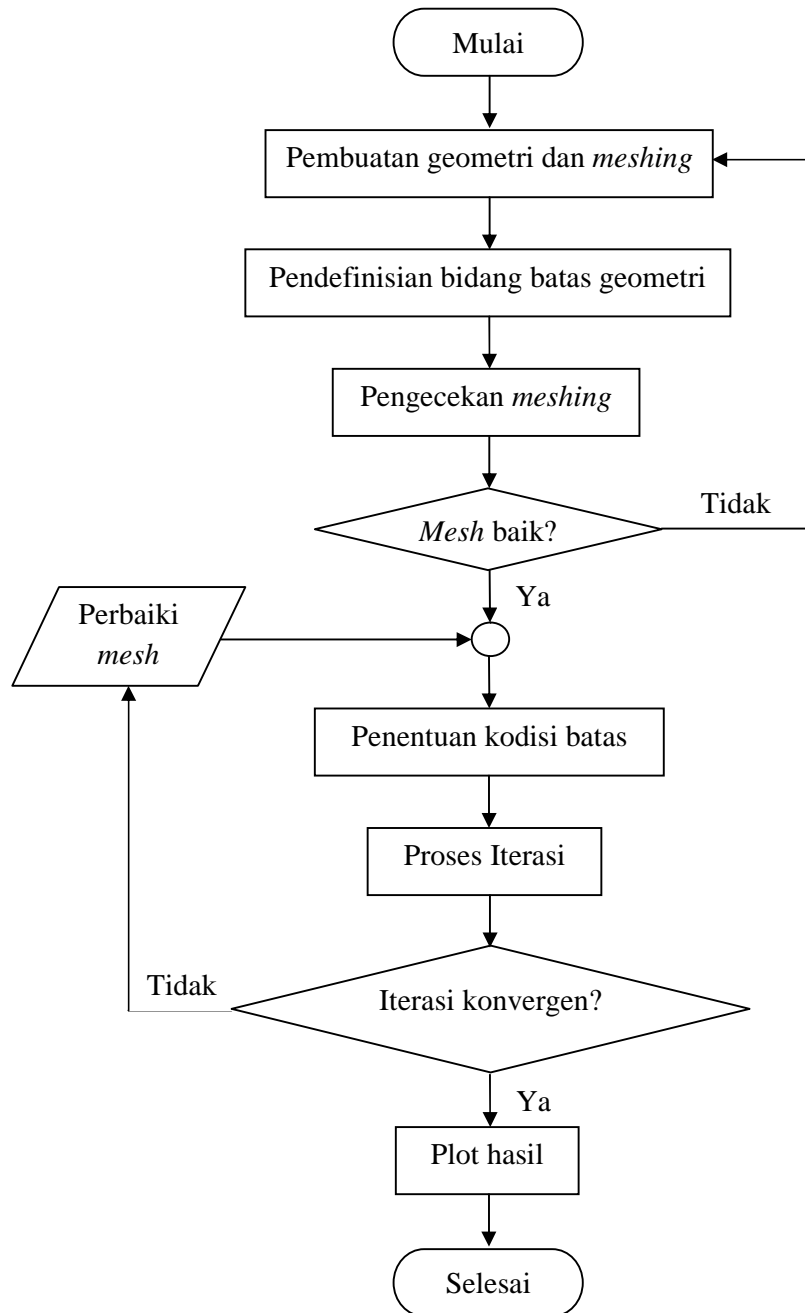 Mulai
Pembuatan geometri dan meshing
Pendefinisian bidang batas geometri
Pengecekan meshing
Mesh baik?
Tidak
Ya
Perbaiki
mesh
Penentuan kodisi batas
Proses Iterasi
Iterasi konvergen?
Tidak
Ya
Plot hasil
Selesai